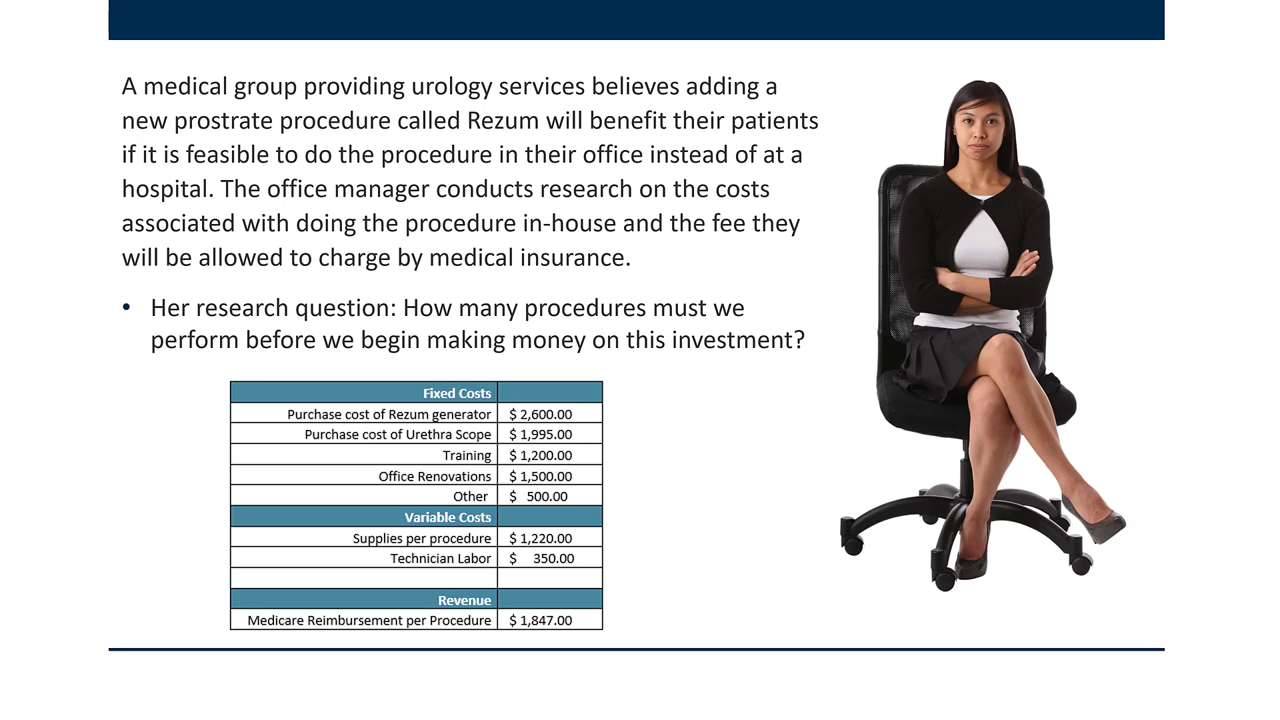 A medical group providing urology services believes adding a
new prostrate procedure called Rezum will benefit their patients
if it is feasible to do the procedure in their office instead of at a
hospital. The office manager conducts research on the costs
associated with doing the procedure in-house and the fee they
will be allowed to charge by medical insurance.
• Her research question: How many procedures must we
perform before we begin making money on this investment?
Fixed Costs
Purchase cost of Rezum generator $ 2,600.00
Purchase cost of Urethra Scope $ 1,995.00
Training $ 1,200.00
Office Renovations $ 1,500.00
Other $ 500.00
Variable Costs
Supplies per procedure $ 1,220.00
Technician Labor $ 350.00
Revenue
Medicare Reimbursement per Procedure $ 1,847.00